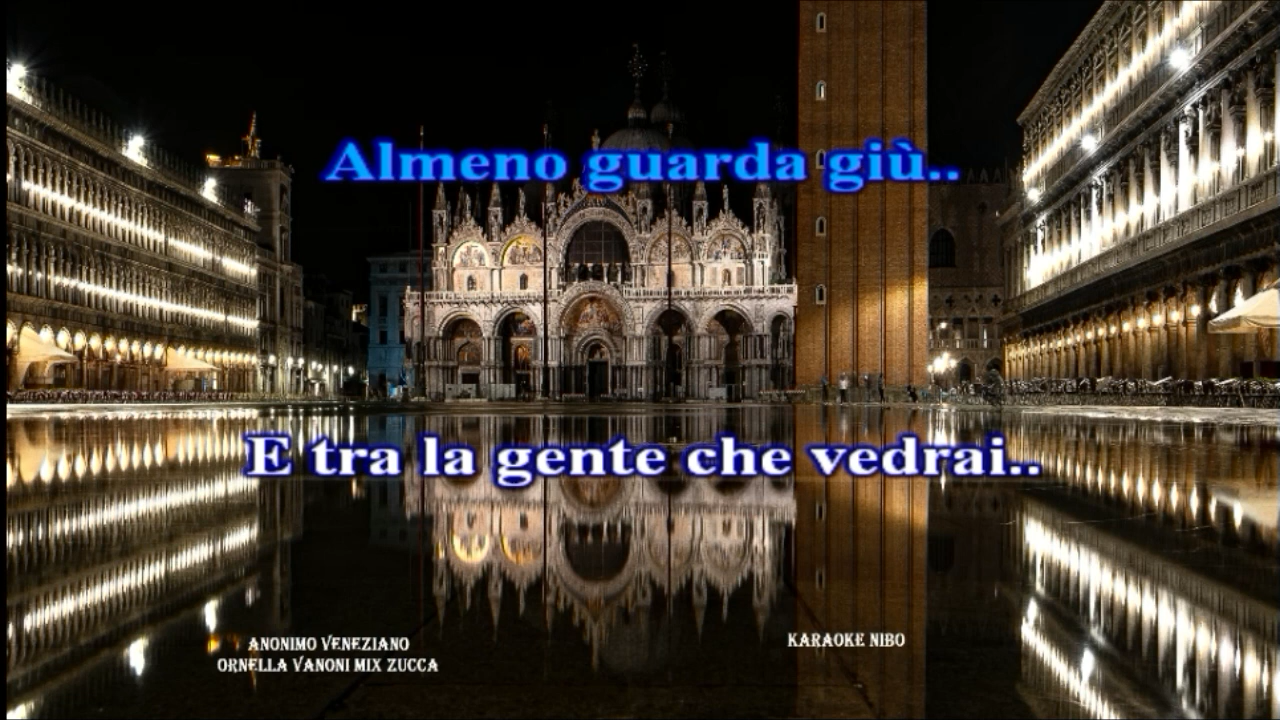 Almeno guarda giù..
E tra la gente che vedrai..
ANONIMO VENEZIANO
ORNELLA VANONI MIX ZUCCA
KARAOKE NIBO